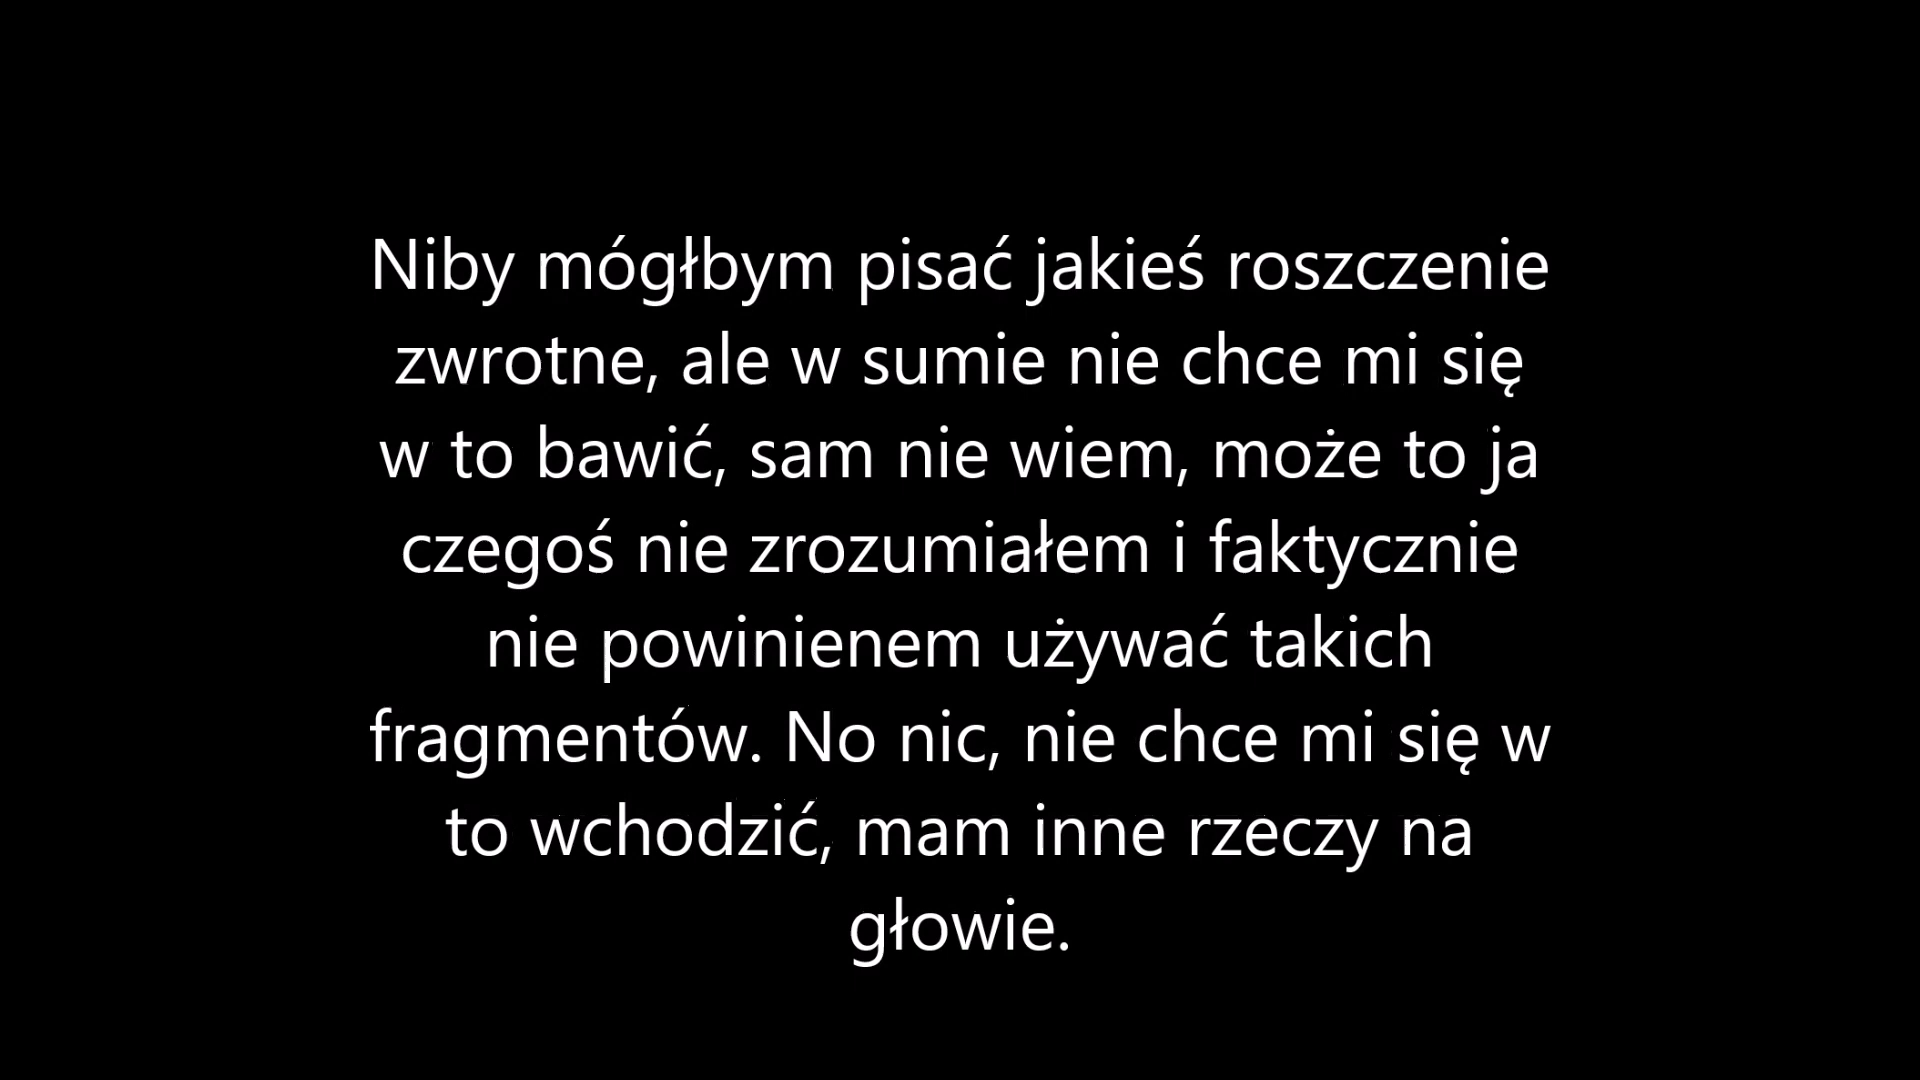 Niby mógłbym pisać jakieś roszczenie
zwrotne, ale w sumie nie chce mi się
w to bawić, sam nie wiem, może to ja
czegoś nie zrozumiałem i faktycznie
nie powinienem używać takich
fragmentów. No nic, nie chce mi się w
to wchodzić, mam inne rzeczy na
głowie.